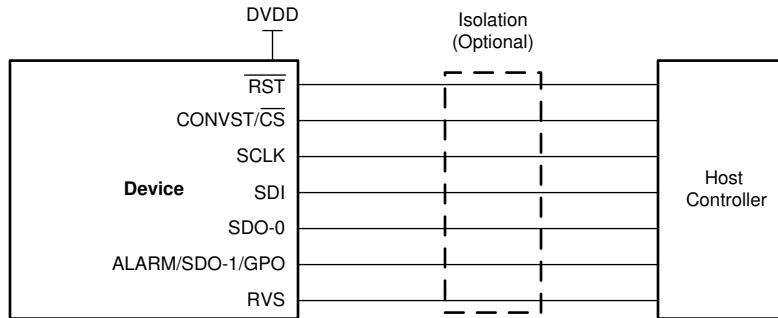 DVDD
Isolation
(Optional)
RST
CONVST/CS
SCLK
Device
SDI
SDO-0
ALARM/SDO-1/GPO
RVS
Host
Controller